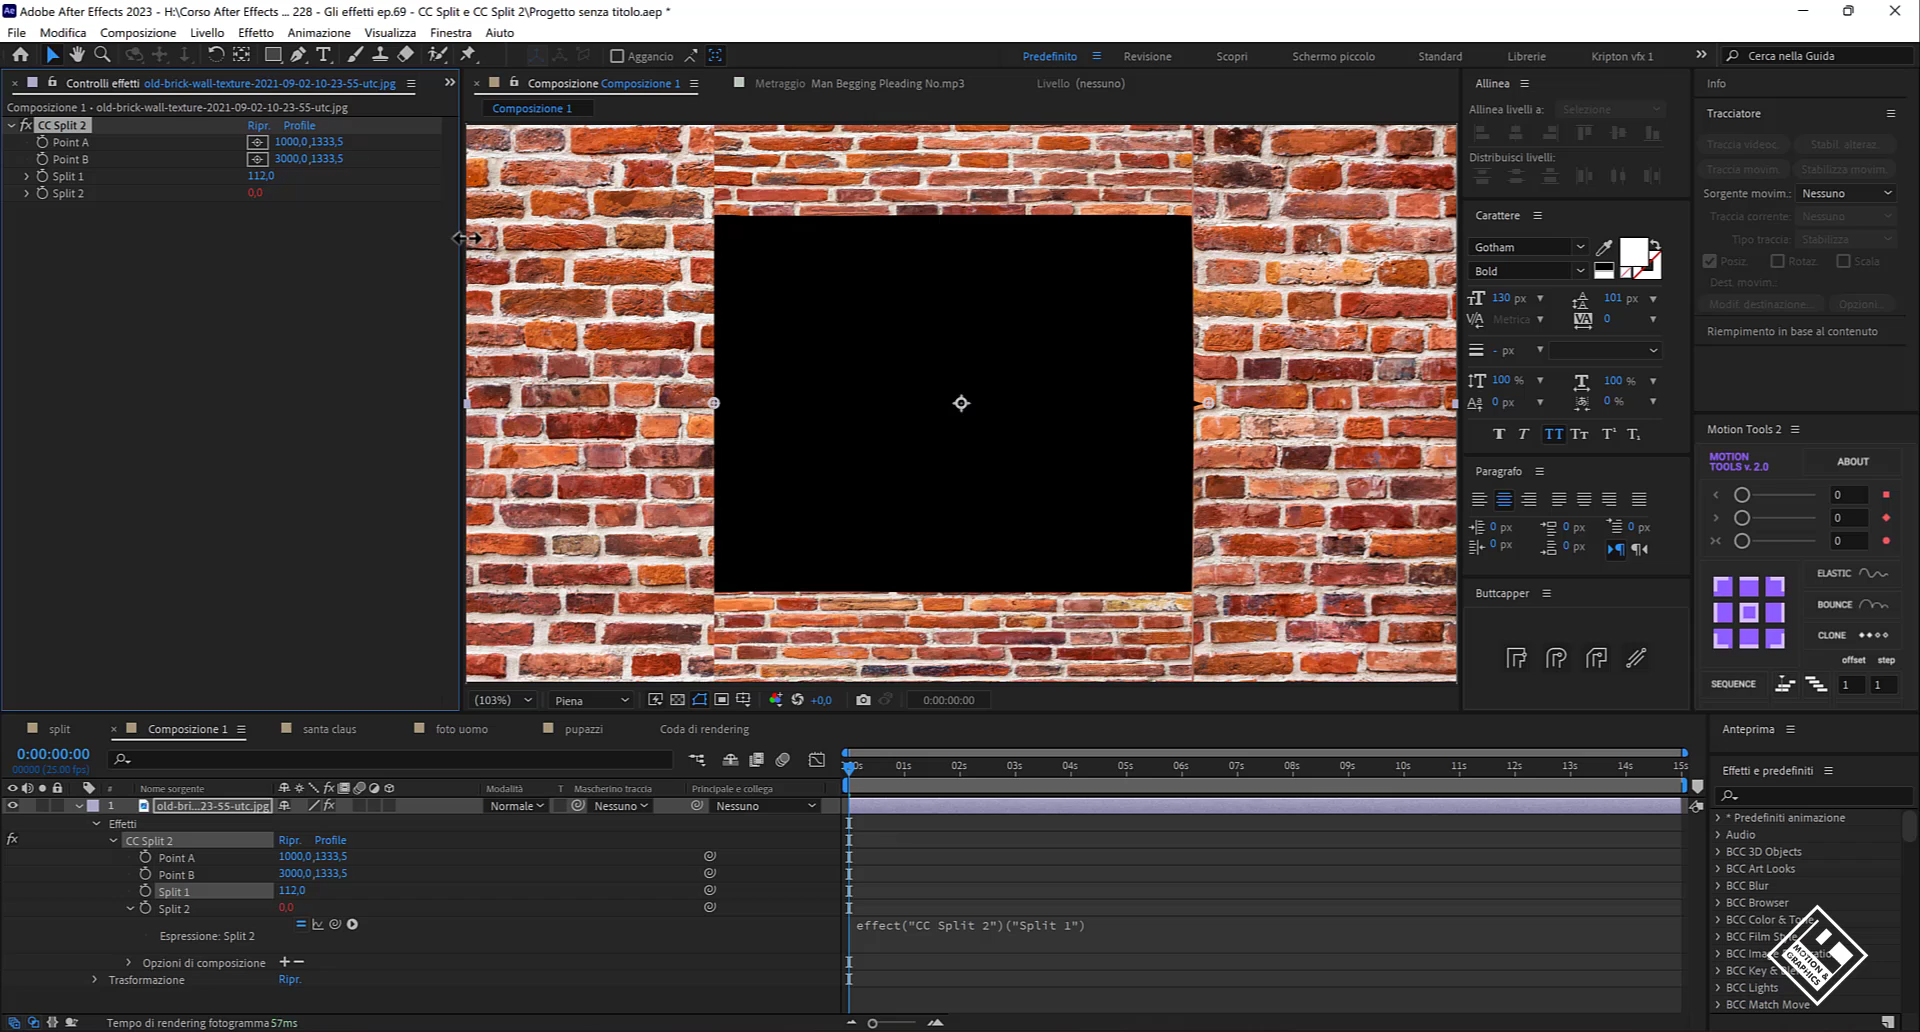 Adobe After Effects 2023 - H:\Corso After Effects ... 228 - Gli effetti ep.69 - CC Split e CC Split 2\Progetto senza titolo.aep *
File Modifica Composizione Livello Effetto Animazione Visualizza Finestra Aiuto
Aggancio Predefinito Revisione Scopri Schermo piccolo Standard Librerie Kripton vfx 1 Cerca nella Guida
Controlli effetti old-brick-wall-texture-2021-09-02-10-23-55-utc.jpg
Composizione 1 • old-brick-wall-texture-2021-09-02-10-23-55-utc.jpg
CC Split 2 Ripr. Profile
Point A 1000,0,1333,5
Point B 3000,0,1333,5
Split 1 112,0
Split 2 0,0
Composizione Composizione 1 Metraggio Man Begging Pleading No.mp3 Livello (nessuno)
Composizione 1
(103%) Piena +0,0 0:00:00:00
Allinea
Allinea livelli a: Selezione
Distribuisci livelli:
Carattere
Gotham
Bold
130 px 101 px
Metrica 0
- px
100 % 100 %
0 px 0 %
T T TT Tт T¹ T₁
Paragrafo
0 px 0 px 0 px
0 px 0 px
Buttcapper
Info
Tracciatore
Traccia videoc. Stabil. alteraz.
Traccia movim. Stabilizza movim.
Sorgente movim.: Nessuno
Traccia corrente: Nessuno
Tipo traccia: Stabilizza
Posiz. Rotaz. Scala
Dest. movim..
Modif. destinazione... Opzioni...
Riempimento in base al contenuto
Motion Tools 2
MOTION
TOOLS v. 2.0 ABOUT
0
0
0
ELASTIC
BOUNCE
CLONE
offset step
SEQUENCE 1 1
split Composizione 1 santa claus foto uomo pupazzi Coda di rendering
0:00:00:00
00000 (25.00 fps)
# Nome sorgente Modalità T Mascherino traccia Principale e collega
1 old-bri...23-55-utc.jpg Normale Nessuno Nessuno
Effetti
CC Split 2 Ripr. Profile
Point A 1000,0,1333,5
Point B 3000,0,1333,5
Split 1 112,0
Split 2 0,0
Espressione: Split 2
Opzioni di composizione
Trasformazione Ripr.
Tempo di rendering fotogramma 57ms
01s 02s 03s 04s 05s 06s 07s 08s 09s 10s 11s 12s 13s 14s 15s
effect("CC Split 2")("Split 1")
Anteprima
Effetti e predefiniti
* Predefiniti animazione
Audio
BCC 3D Objects
BCC Art Looks
BCC Blur
BCC Browser
BCC Color &
BCC Film
BCC
BCC Key &
BCC Lights
BCC Match Move
MOTION &
GRAPHICS